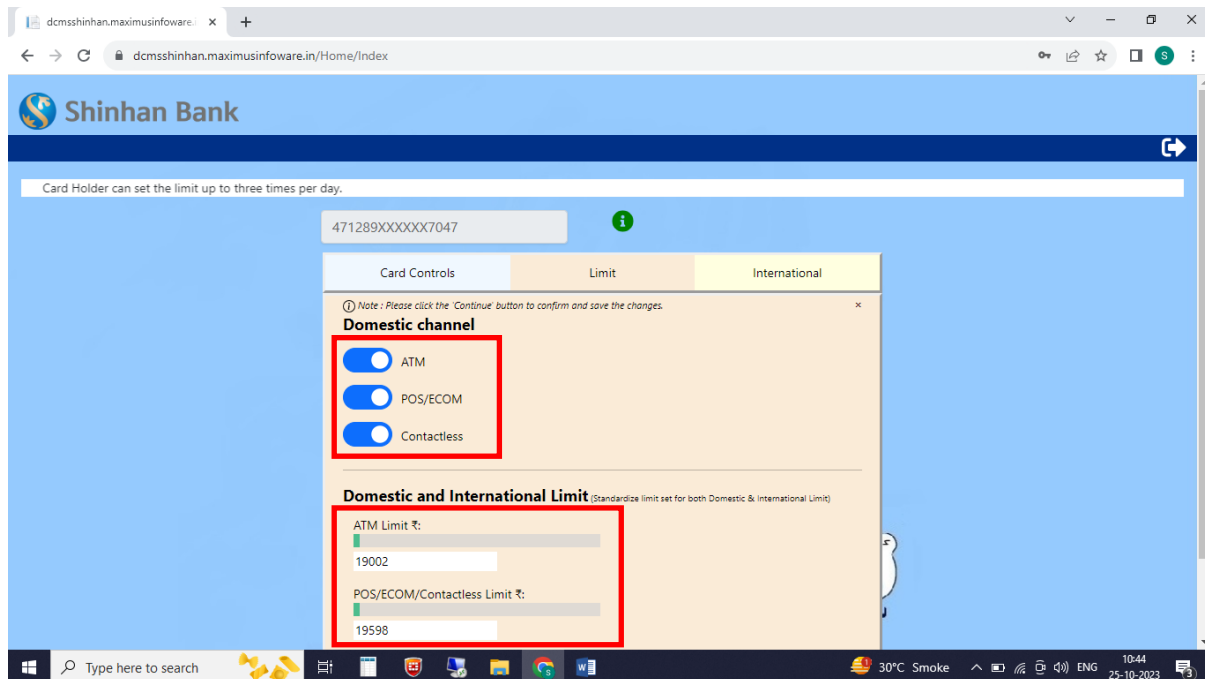 dcmsshinhan.maximusinfoware.i
dcmsshinhan.maximusinfoware.in/Home/Index
S
Shinhan Bank
Card Holder can set the limit up to three times per day.
471289XXXXXX7047
Card Controls Limit International
Note : Please click the 'Continue' button to confirm and save the changes. ×
Domestic channel
ATM
POS/ECOM
Contactless
Domestic and International Limit (Standardize limit set for both Domestic & International Limit)
ATM Limit ₹:
19002
POS/ECOM/Contactless Limit ₹:
19598
Type here to search 30°C Smoke ENG 10:44
25-10-2023